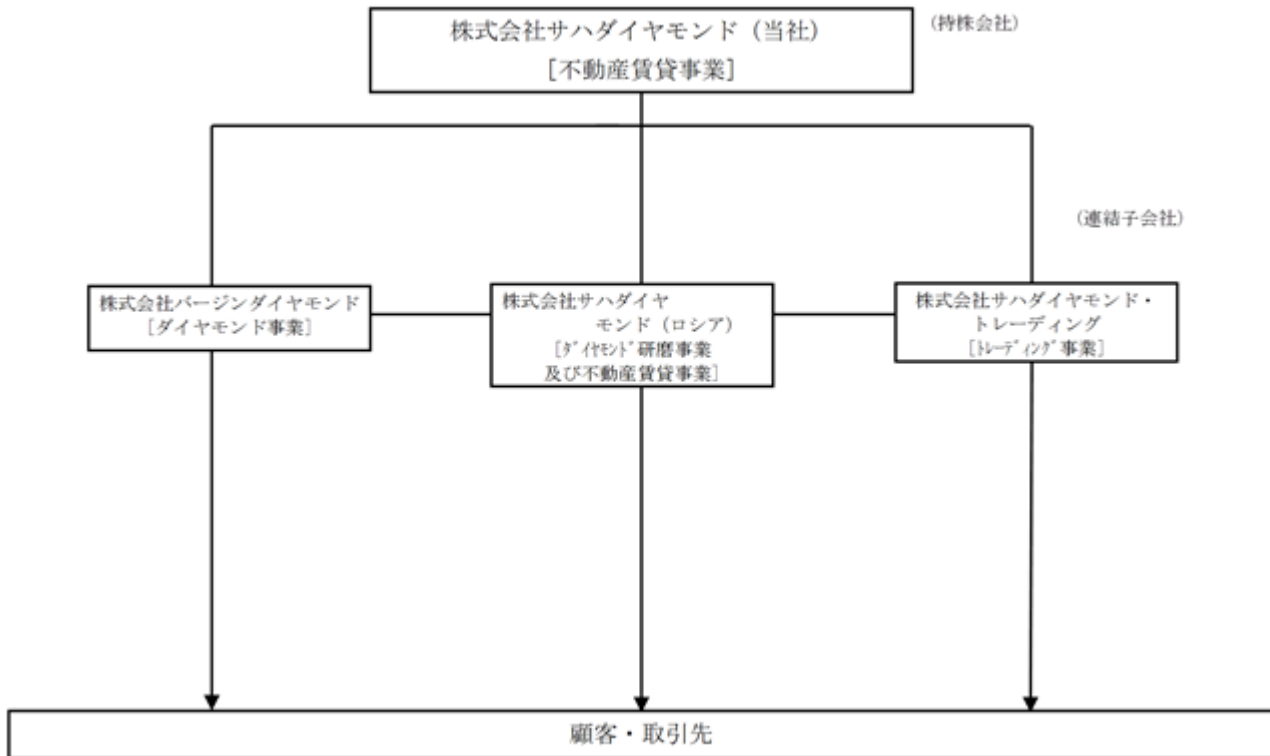 株式会社サハダイヤモンド（当社）
［不動産賃貸事業］
（持株会社）
（連結子会社）
株式会社バージンダイヤモンド
［ダイヤモンド事業］
株式会社サハダイヤ
モンド（ロシア）
［ﾀﾞｲﾔﾓﾝﾄﾞ研磨事業
及び不動産賃貸事業］
株式会社サハダイヤモンド・
トレーディング
［ﾄﾚｰﾃﾞｨﾝｸﾞ事業］
顧客・取引先